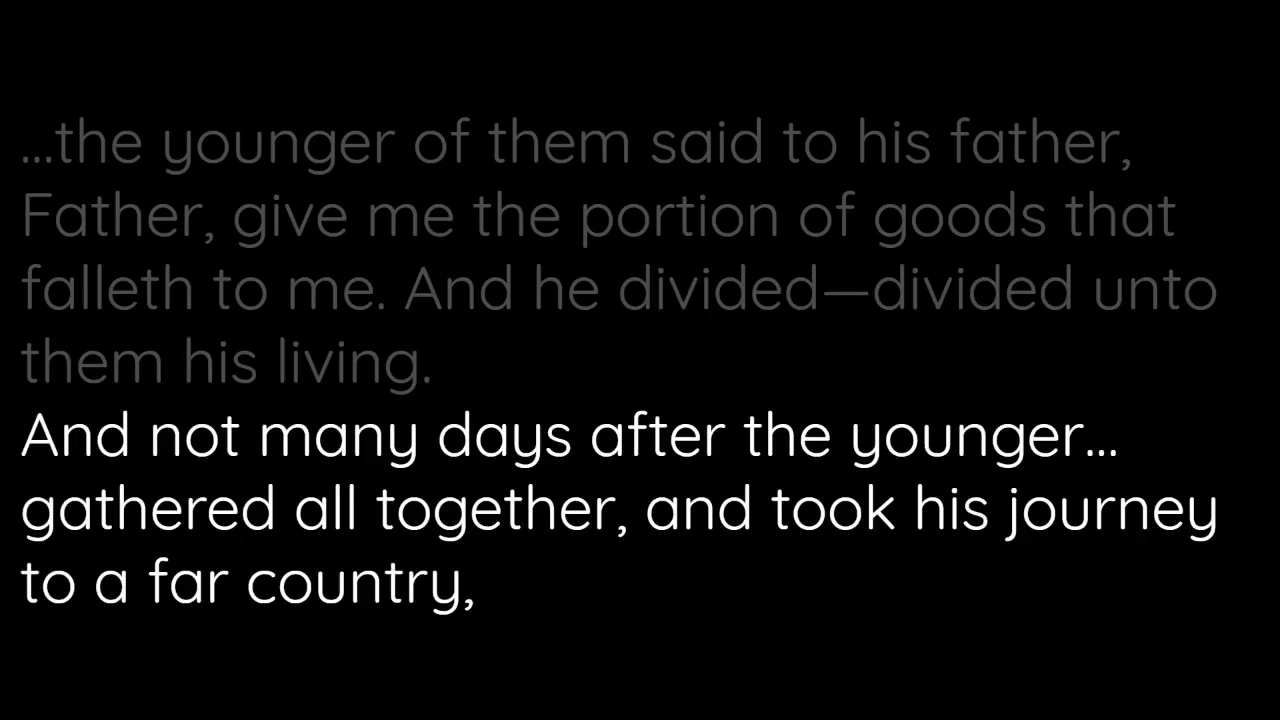 ...the younger of them said to his father,
Father, give me the portion of goods that
falleth to me. And he divided—divided unto
them his living.
And not many days after the younger...
gathered all together, and took his journey
to a far country,